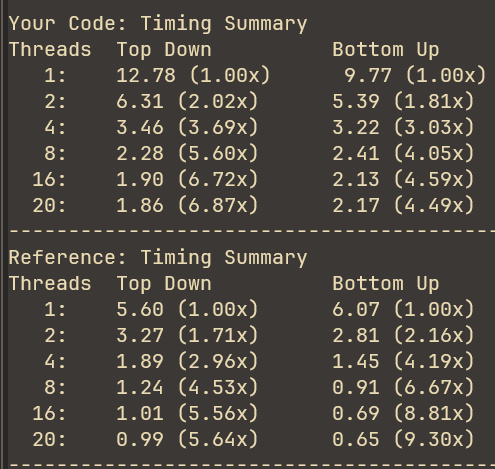 Your Code: Timing Summary
Threads  Top Down          Bottom Up
   1:    12.78 (1.00x)      9.77 (1.00x)
   2:    6.31 (2.02x)      5.39 (1.81x)
   4:    3.46 (3.69x)      3.22 (3.03x)
   8:    2.28 (5.60x)      2.41 (4.05x)
  16:    1.90 (6.72x)      2.13 (4.59x)
  20:    1.86 (6.87x)      2.17 (4.49x)
-----------------------------------------
Reference: Timing Summary
Threads  Top Down          Bottom Up
   1:    5.60 (1.00x)      6.07 (1.00x)
   2:    3.27 (1.71x)      2.81 (2.16x)
   4:    1.89 (2.96x)      1.45 (4.19x)
   8:    1.24 (4.53x)      0.91 (6.67x)
  16:    1.01 (5.56x)      0.69 (8.81x)
  20:    0.99 (5.64x)      0.65 (9.30x)
-----------------------------------------